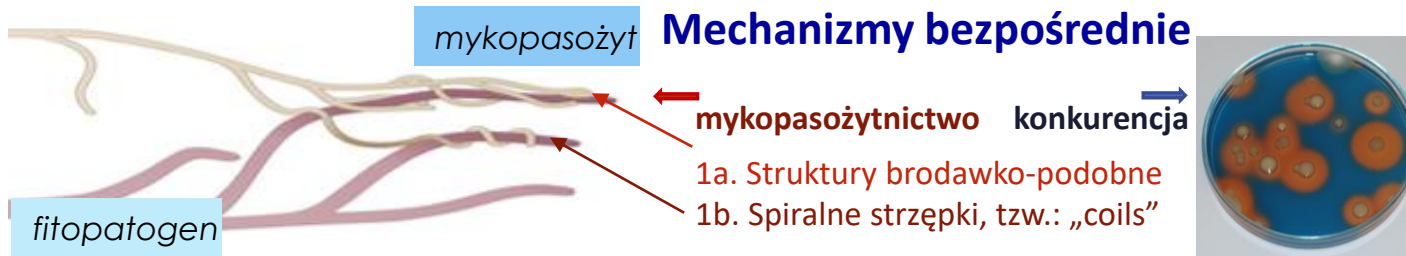 mykopasożyt
Mechanizmy bezpośrednie
mykopasożytnictwo konkurencja
1a. Struktury brodawko-podobne
1b. Spiralne strzępki, tzw.: „coils”
fitopatogen